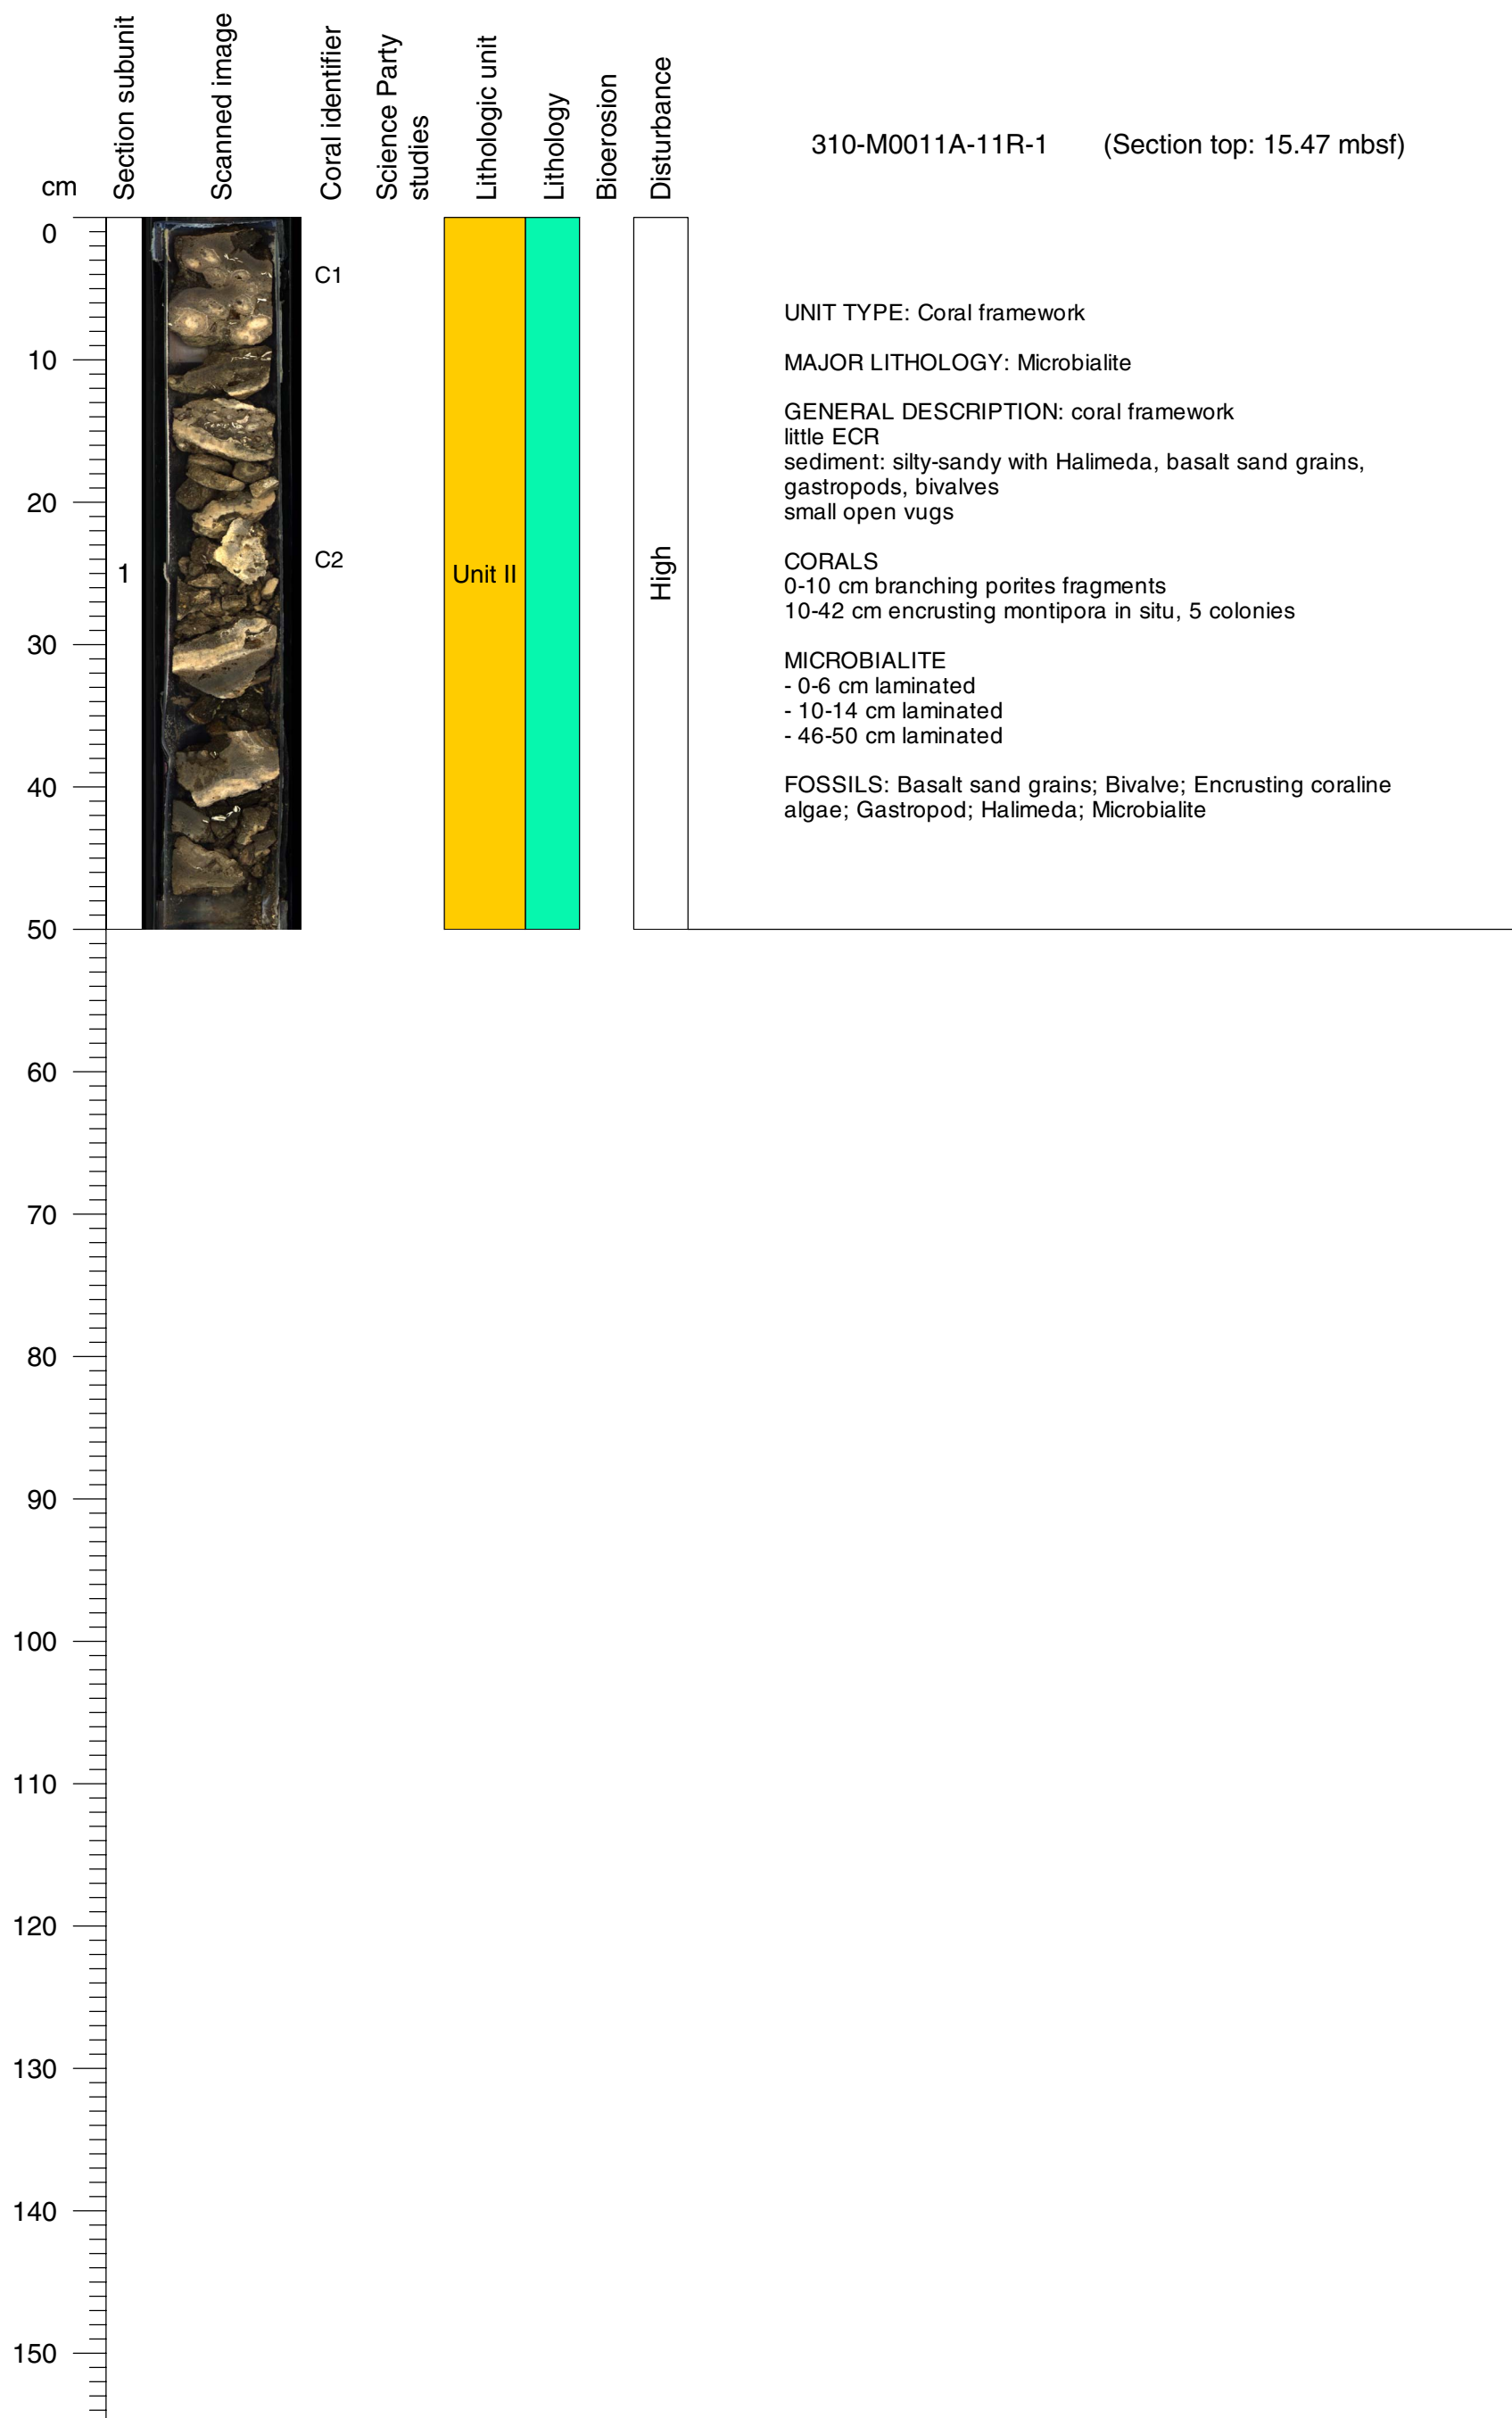 Section subunit
Scanned image
Coral identifier
Science Party
studies
Lithologic unit
Lithology
Bioerosion
Disturbance
310-M0011A-11R-1 (Section top: 15.47 mbsf)
cm
0
C1
UNIT TYPE: Coral framework
10
MAJOR LITHOLOGY: Microbialite
GENERAL DESCRIPTION: coral framework
little ECR
sediment: silty-sandy with Halimeda, basalt sand grains,
gastropods, bivalves
20
small open vugs
C2
1
Unit II
High
CORALS
0-10 cm branching porites fragments
10-42 cm encrusting montipora in situ, 5 colonies
30
MICROBIALITE
- 0-6 cm laminated
- 10-14 cm laminated
- 46-50 cm laminated
40
FOSSILS: Basalt sand grains; Bivalve; Encrusting coraline
algae; Gastropod; Halimeda; Microbialite
50
60
70
80
90
100
110
120
130
140
150